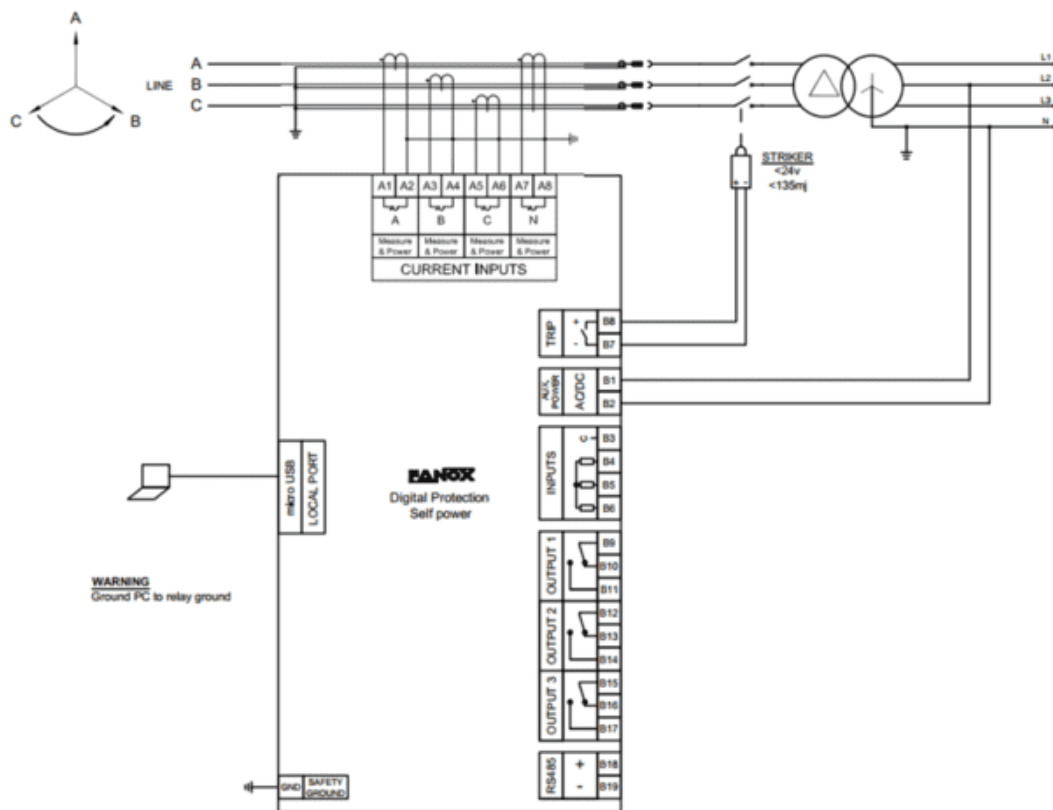 A
C
B
LINE
A
B
C
L1
L2
L3
N
STRIKER
<24v
<135mj
A1 A2 A3 A4 A5 A6 A7 A8
A B C N
Measure & Power
Measure & Power
Measure & Power
Measure & Power
CURRENT INPUTS
TRIP
+
-
B8
B7
AUX, POWER
AC/DC
B1
B2
INPUTS
B3
B4
B5
B6
micro USB
LOCAL PORT
FANOX
Digital Protection
Self power
WARNING
Ground PC to relay ground
OUTPUT 1
B9
B10
B11
OUTPUT 2
B12
B13
B14
OUTPUT 3
B15
B16
B17
RS485
+
-
B18
B19
GND
SAFETY
GROUND